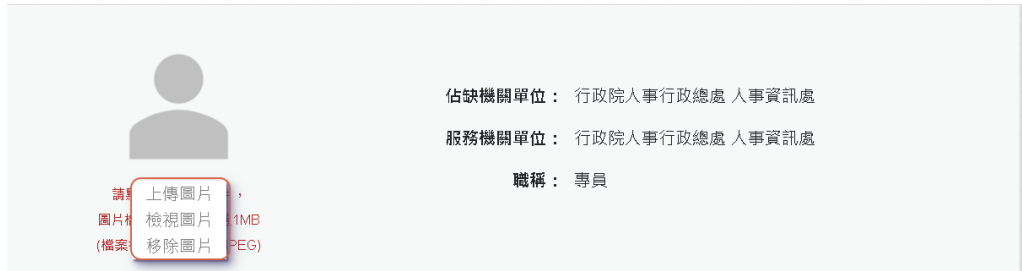 佔缺機關單位： 行政院人事行政總處 人事資訊處
服務機關單位： 行政院人事行政總處 人事資訊處
職稱： 專員
請 ，
圖片 1MB
(檔案 PEG)
上傳圖片
檢視圖片
移除圖片